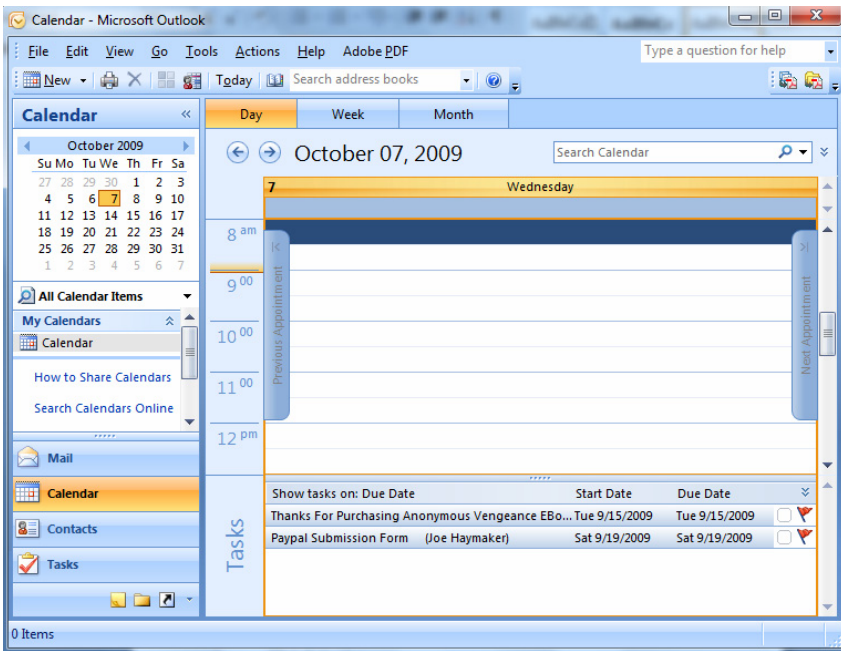 Calendar - Microsoft Outlook
File Edit View Go Tools Actions Help Adobe PDF Type a question for help
New Today Search address books
Calendar «
Day Week Month
October 2009
Su Mo Tu We Th Fr Sa
27 28 29 30 1 2 3
4 5 6 7 8 9 10
11 12 13 14 15 16 17
18 19 20 21 22 23 24
25 26 27 28 29 30 31
1 2 3 4 5 6 7
All Calendar Items
My Calendars
Calendar
How to Share Calendars
Search Calendars Online
Mail
Calendar
Contacts
Tasks
October 07, 2009 Search Calendar
7 Wednesday
8 am
9 00
10 00
11 00
12 pm
Previous Appointment
Next Appointment
Tasks
Show tasks on: Due Date Start Date Due Date
Thanks For Purchasing Anonymous Vengeance EBo... Tue 9/15/2009 Tue 9/15/2009
Paypal Submission Form (Joe Haymaker) Sat 9/19/2009 Sat 9/19/2009
0 Items